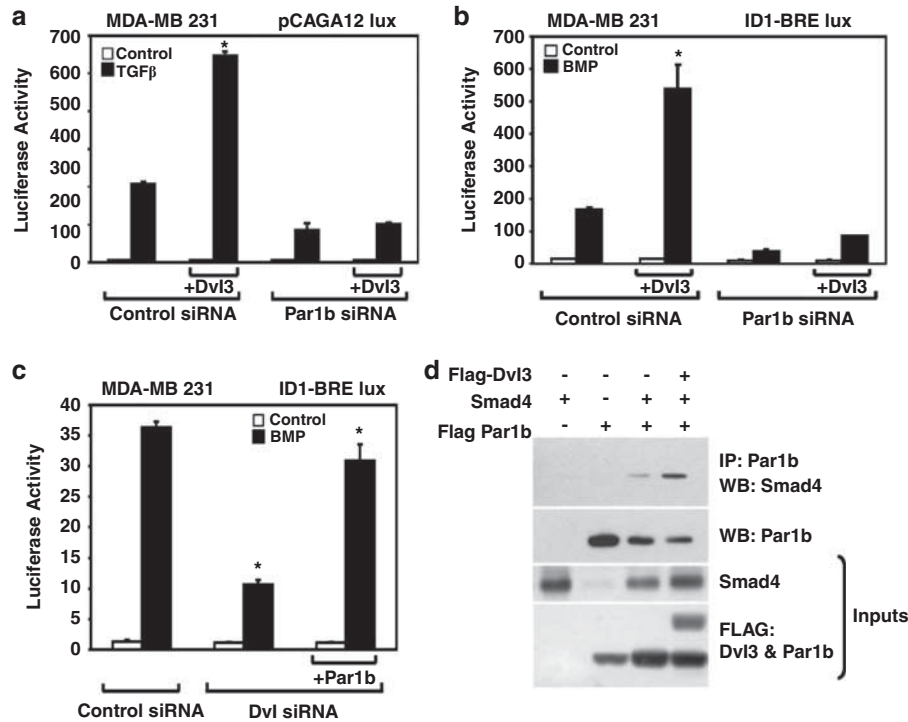 a
MDA-MB 231 pCAGA12 lux
700
600
500
400
300
200
100
0
Luciferase Activity
Control
TGFβ
*
+Dvl3 +Dvl3
Control siRNA Par1b siRNA
b
MDA-MB 231 ID1-BRE lux
700
600
500
400
300
200
100
0
Luciferase Activity
Control
BMP
*
+Dvl3 +Dvl3
Control siRNA Par1b siRNA
c
MDA-MB 231 ID1-BRE lux
40
35
30
25
20
15
10
5
0
Luciferase Activity
Control
BMP
*
*
+Par1b
Control siRNA Dvl siRNA
d
Flag-Dvl3 - - - +
Smad4 + - + +
Flag Par1b - + + +
IP: Par1b
WB: Smad4
WB: Par1b
Smad4
FLAG:
Dvl3 & Par1b
Inputs